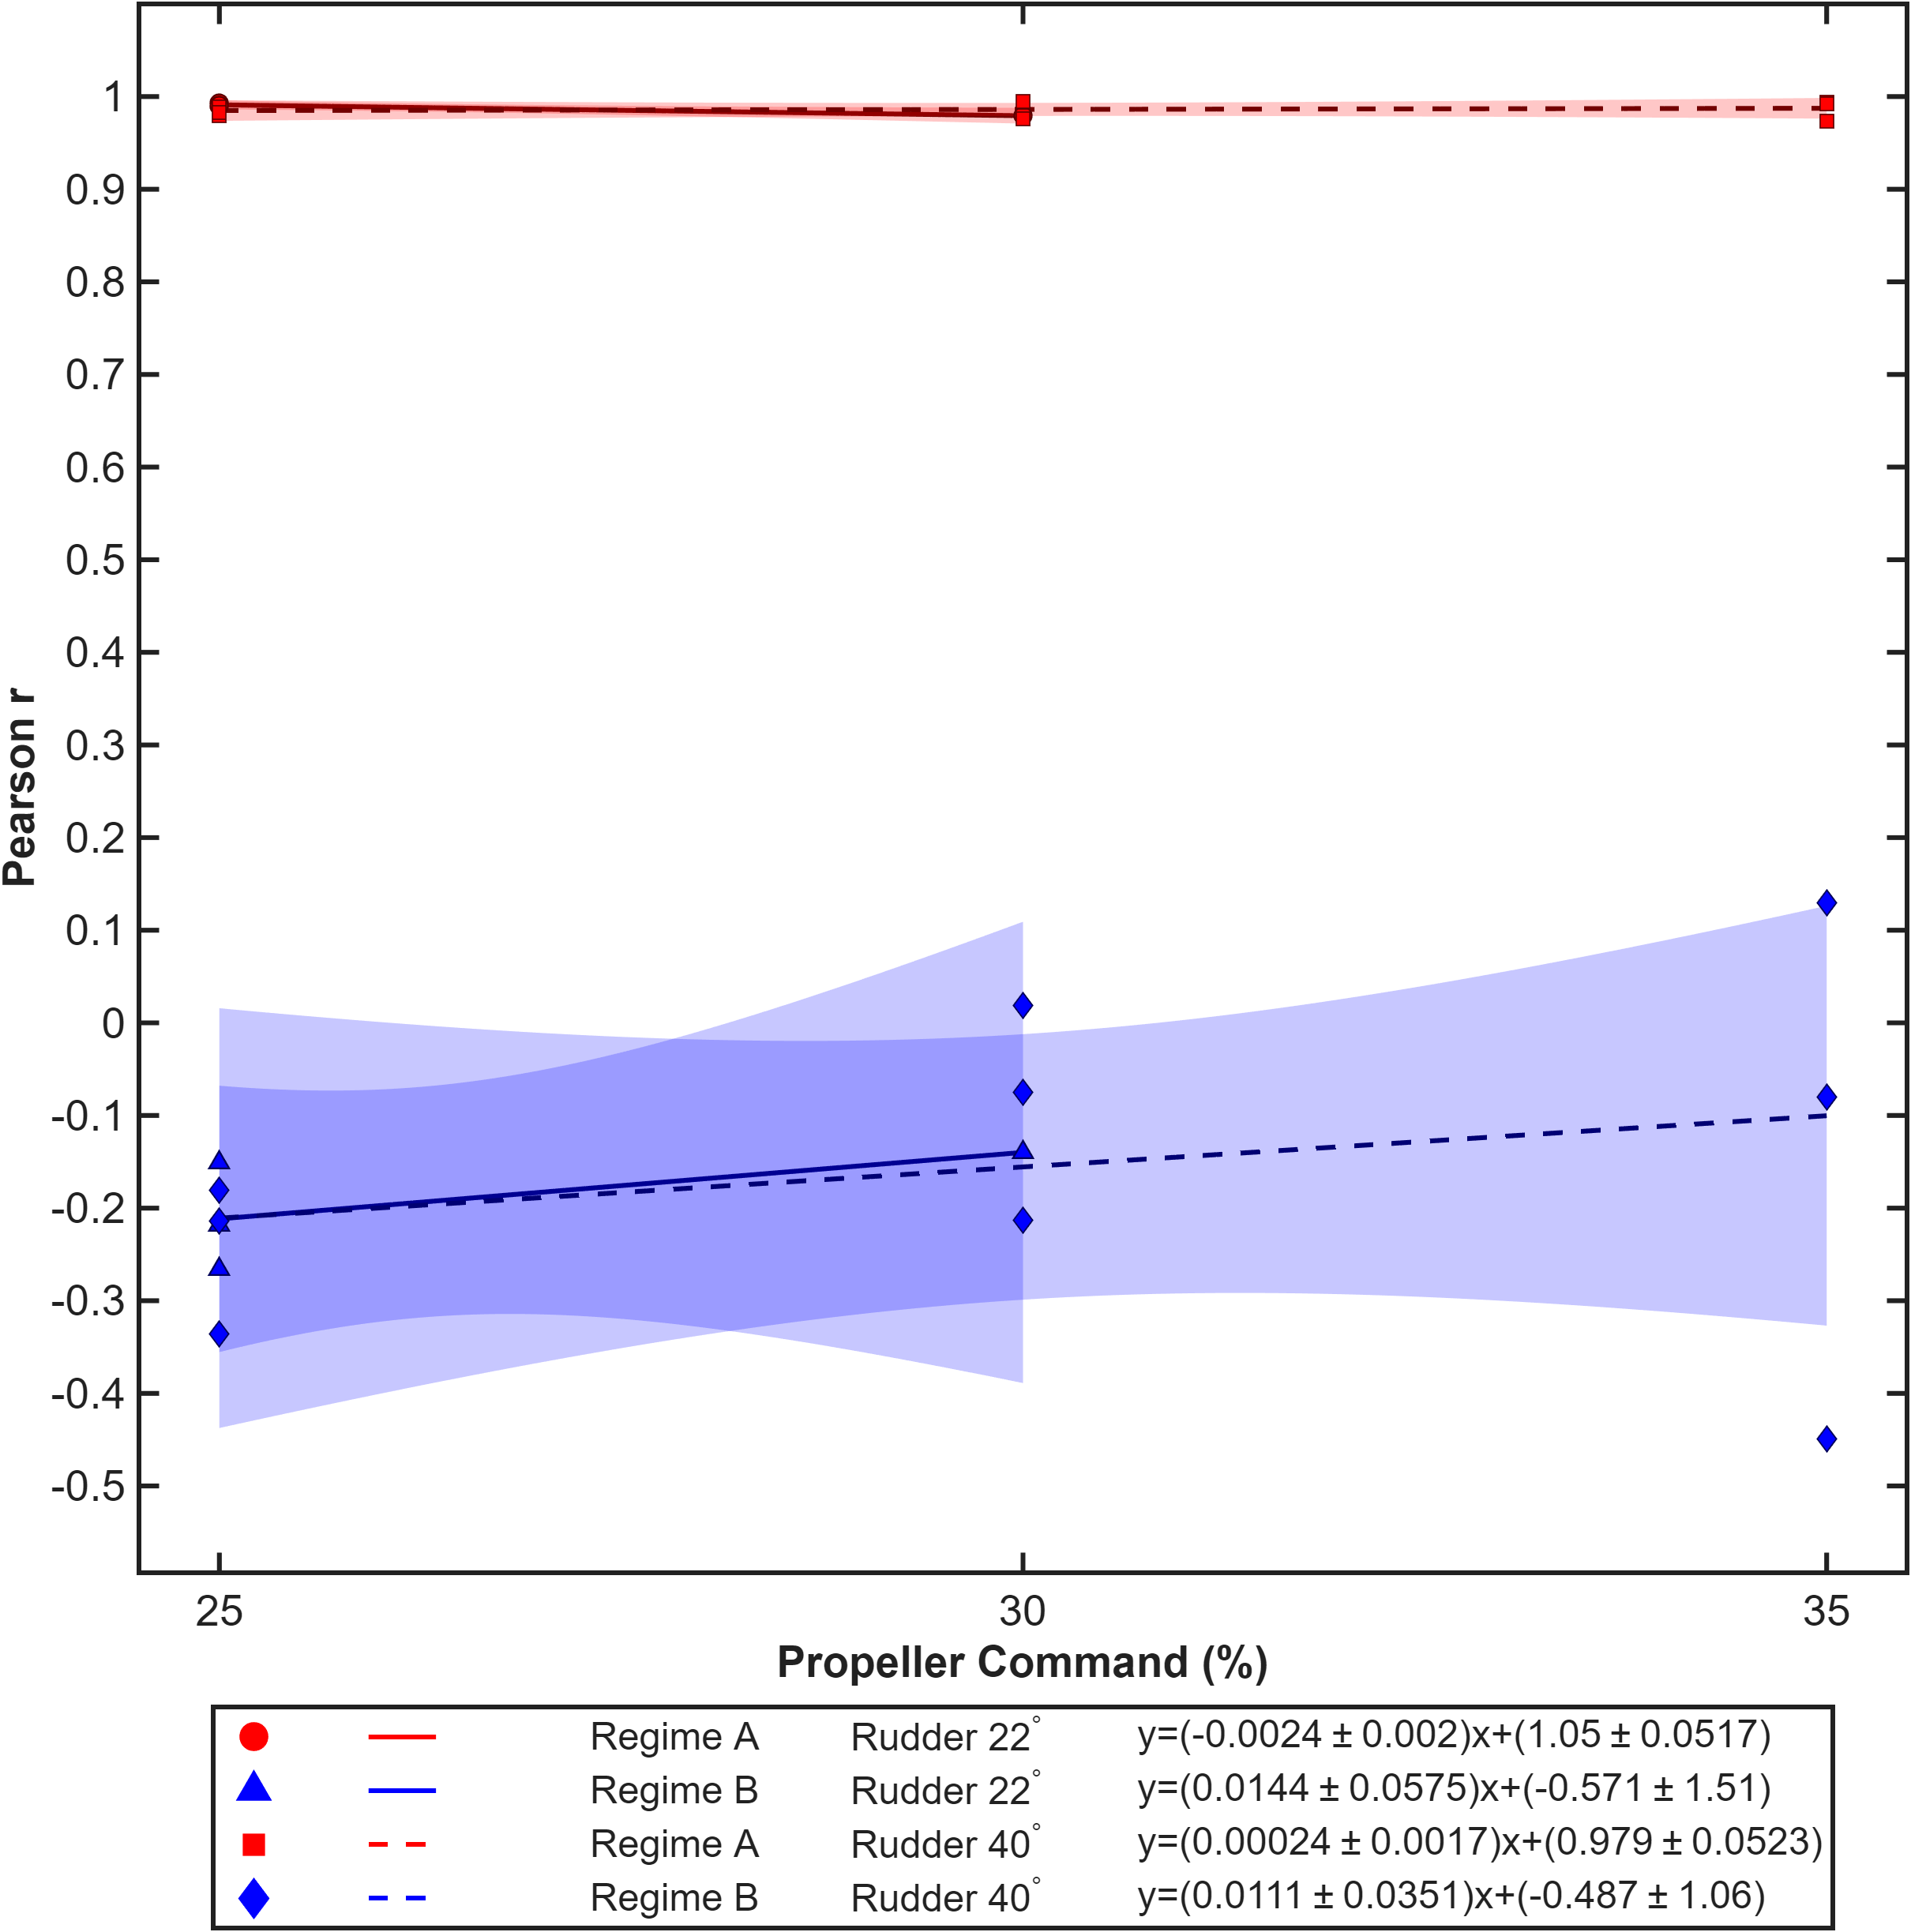 1
0.9
0.8
0.7
0.6
0.5
0.4
0.3
0.2
0.1
0
-0.1
-0.2
-0.3
-0.4
-0.5
Pearson r
25 30 35
Propeller Command (%)
Regime A Rudder 22° y=(-0.0024 ± 0.002)x+(1.05 ± 0.0517)
Regime B Rudder 22° y=(0.0144 ± 0.0575)x+(-0.571 ± 1.51)
Regime A Rudder 40° y=(0.00024 ± 0.0017)x+(0.979 ± 0.0523)
Regime B Rudder 40° y=(0.0111 ± 0.0351)x+(-0.487 ± 1.06)